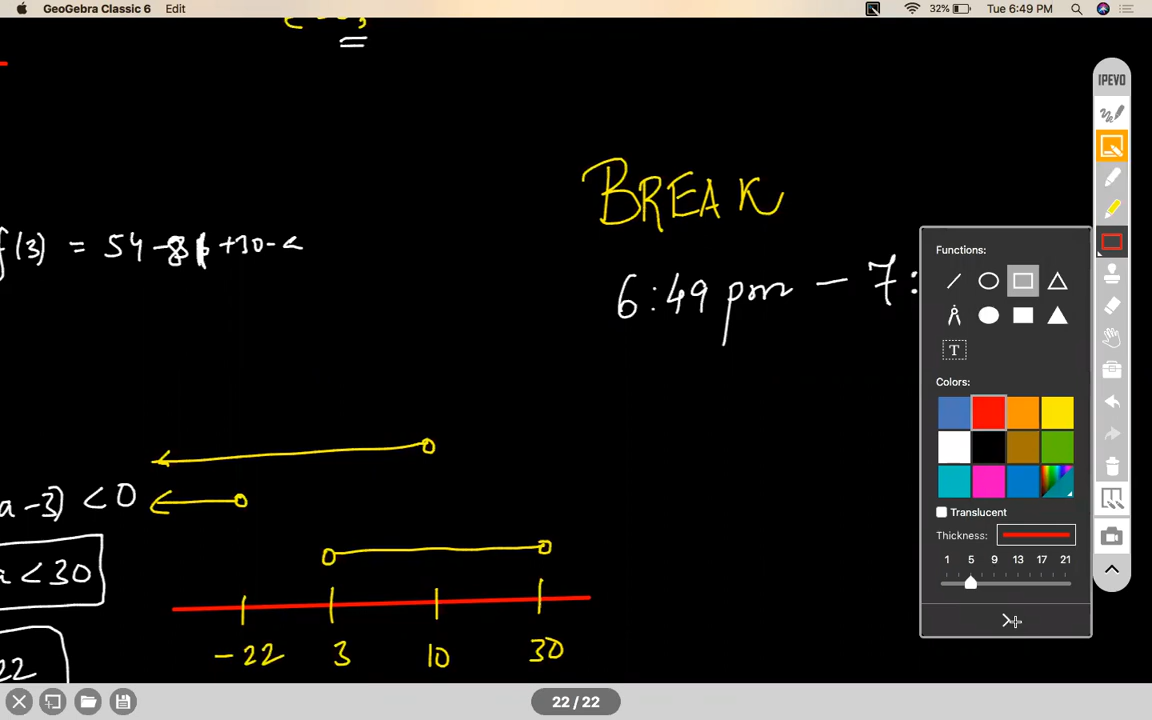 GeoGebra Classic 6 Edit 32% Tue 6:49 PM
IPEVO
BREAK
f(3) = 54-81+30-<
6:49 pm - 7:
Functions:
T
Colors:
Translucent
Thickness:
1 5 9 13 17 21
a-3) <0
a <30
-22 3 10 30
22
22 / 22